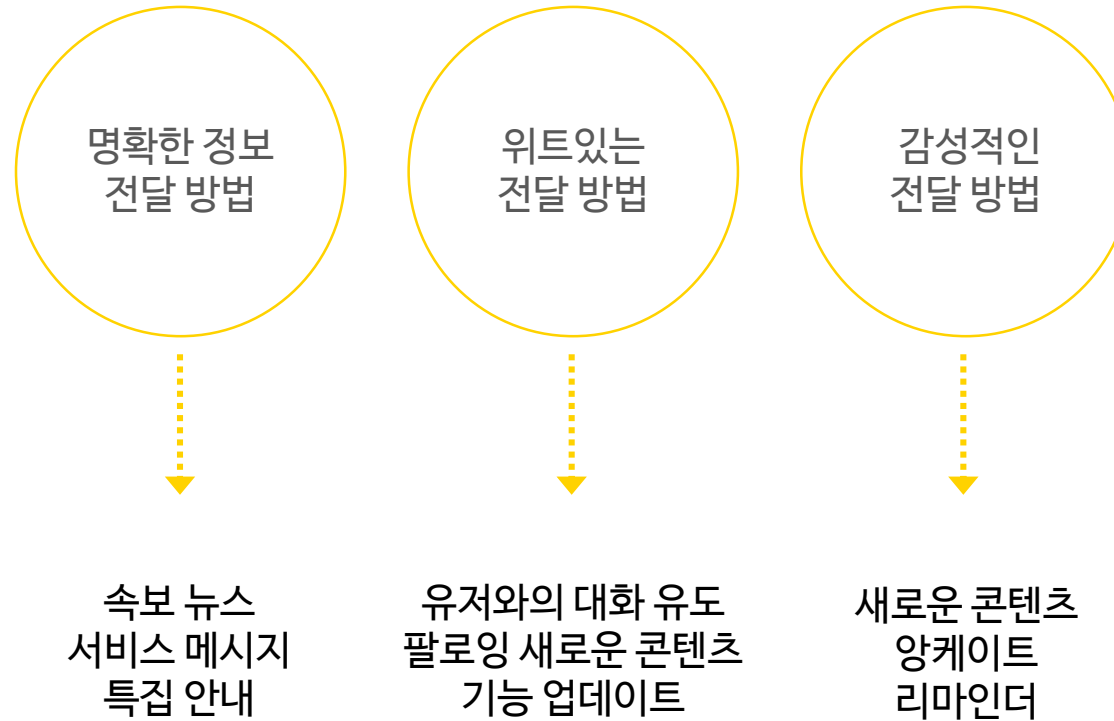 명확한 정보
전달 방법
위트있는
전달 방법
감성적인
전달 방법
속보 뉴스
서비스 메시지
특집 안내
유저와의 대화 유도
팔로잉 새로운 콘텐츠
기능 업데이트
새로운 콘텐츠
앙케이트
리마인더